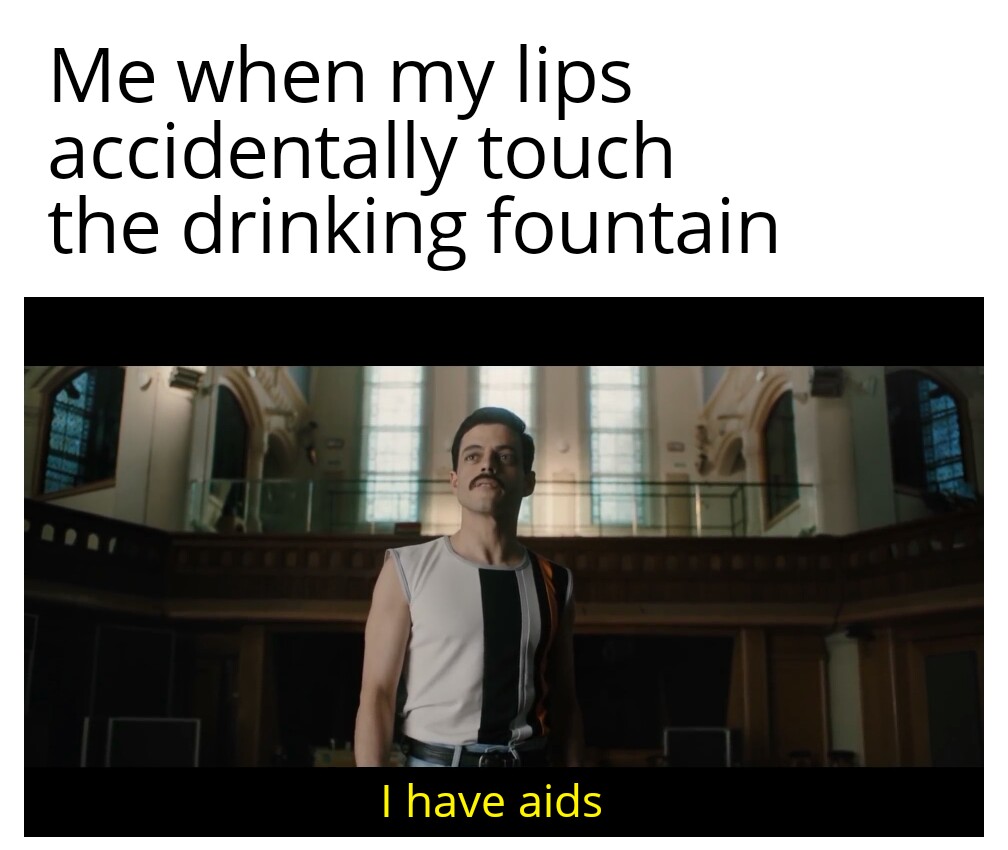 Me when my lips
accidentally touch
the drinking fountain
I have aids